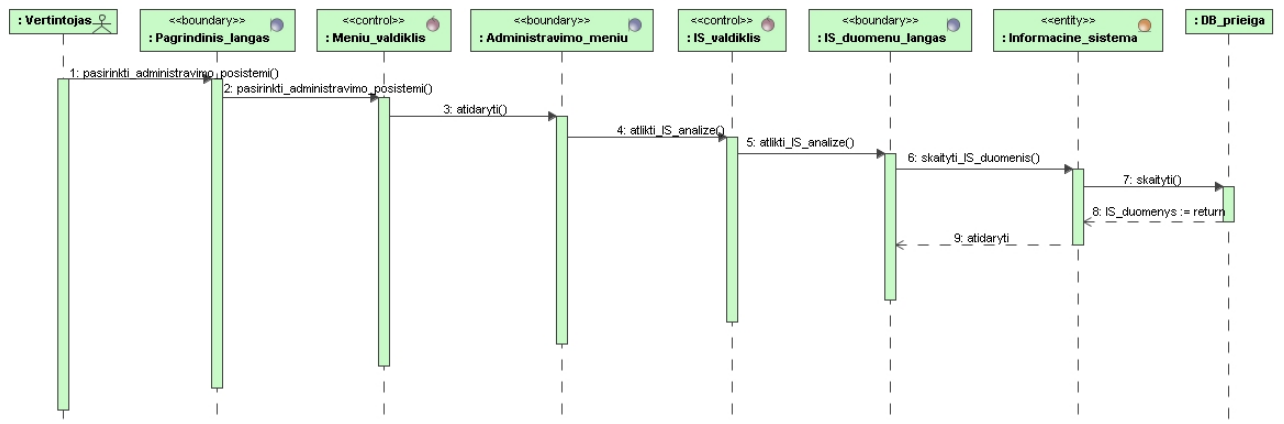 : Vertintojas
<<boundary>>
: Pagrindinis_langas
<<control>>
: Meniu_valdiklis
<<boundary>>
: Administravimo_meniu
<<control>>
: IS_valdiklis
<<boundary>>
: IS_duomenu_langas
<<entity>>
: Informacine_sistema
: DB_prieiga
1: pasirinkti_administravimo_posistemi()
2: pasirinkti_administravimo_posistemi()
3: atidaryti()
4: atlikti_IS_analize()
5: atlikti_IS_analize()
6: skaityti_IS_duomenis()
7: skaityti()
8: IS_duomenys := return
9: atidaryti